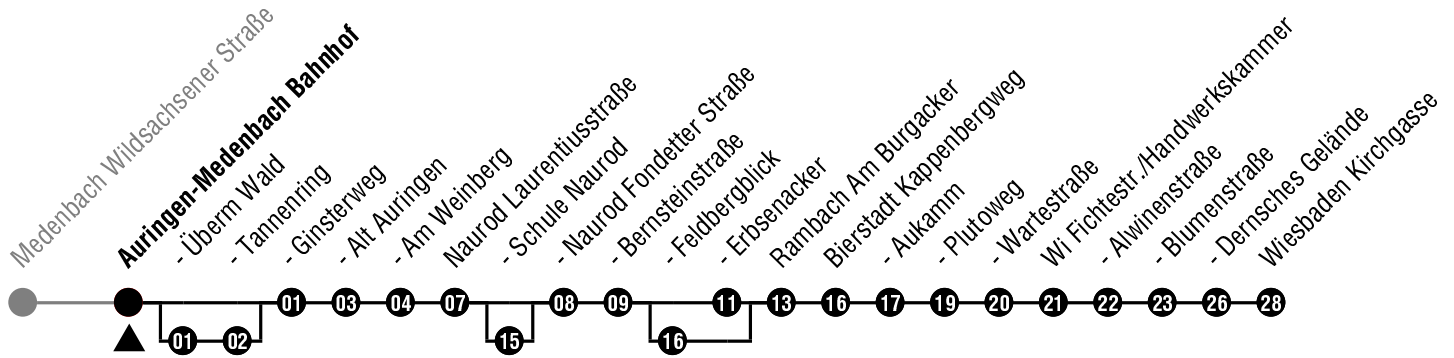 Medenbach Wildsachsener Straße
Auringen-Medenbach Bahnhof
- Überm Wald
- Tannenring
- Ginsterweg
- Alt Auringen
- Am Weinberg
Naurod Laurentiusstraße
- Schule Naurod
- Naurod Fondetter Straße
- Bernsteinstraße
- Feldbergblick
- Erbsenacker
Rambach Am Burgacker
Bierstadt Kappenbergweg
- Aukamm
- Plutoweg
- Wartestraße
Wi Fichtestr./Handwerkskammer
- Alwinenstraße
- Blumenstraße
- Dernsches Gelände
Wiesbaden Kirchgasse
01 03 04 07 08 09 11 13 16 17 19 20 21 22 23 26 28
01 02 15 16